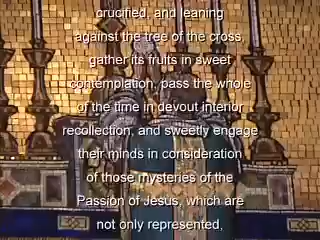 crucified, and leaning
against the tree of the cross,
gather its fruits in sweet
contemplation, pass the whole
of the time in devout interior
recollection, and sweetly engage
their minds in consideration
of those mysteries of the
Passion of Jesus, which are
not only represented,